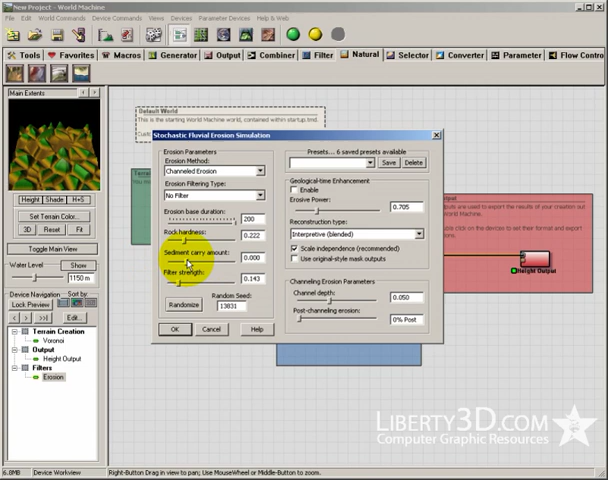 New Project - World Machine
File Edit World Commands Device Commands Views Devices Parameter Devices Help & Web
Tools Favorites Macros Generator Output Combiner Filter Natural Selector Converter Parameter Flow Contro
Main Extents
Default World
This is the starting World Machine world, contained within startup.tmd.
Stochastic Fluvial Erosion Simulation
Erosion Parameters
Erosion Method:
Channeled Erosion
Erosion Filtering Type:
No Filter
Erosion base duration:
200
Rock hardness:
0.222
Sediment carry amount:
0.000
Filter strength:
0.143
Randomize
Random Seed:
13831
OK Cancel Help
Presets... 6 saved presets available
Save Delete
Geological-time Enhancement
Enable
Erosive Power:
0.705
Reconstruction type:
Interpretive (blended)
Scale independence (recommended)
Use original-style mask outputs
Channeling Erosion Parameters
Channel depth:
0.050
Post-channeling erosion:
0% Post
Height Output
Height Shade H+S
Set Terrain Color...
3D Reset Fit
Toggle Main View
Water Level Show
1150 m
Device Navigation Sort by:
Lock Preview
< > >>| Edit...
Terrain Creation
Voronoi
Output
Height Output
Filters
Erosion
LIBERTY3D.COM
Computer Graphic Resources
6.8MB Device Workview Right-Button Drag in view to pan; Use MouseWheel or Middle-Button to zoom.